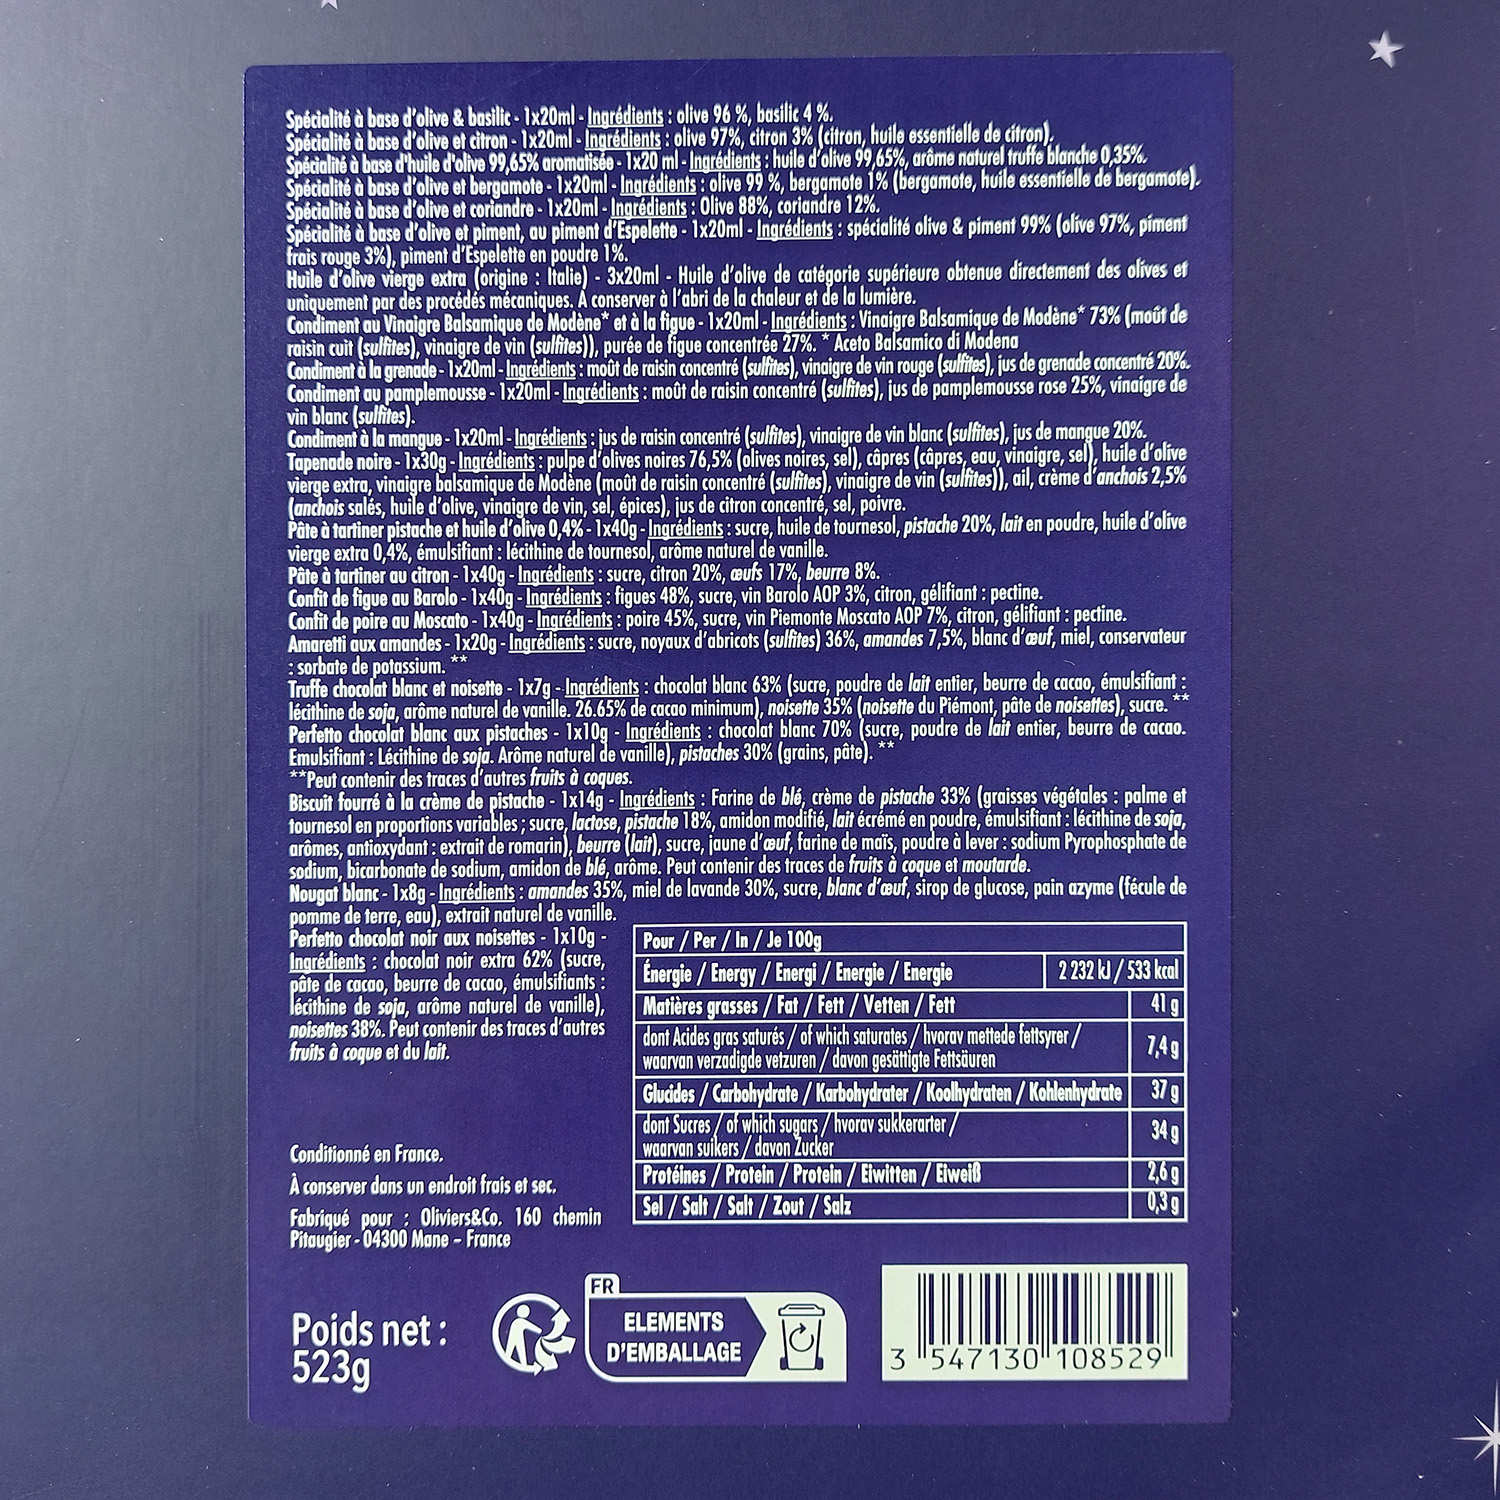 Spécialité à base d'olive & basilic - 1x20ml - Ingrédients : olive 96 %, basilic 4 %.
Spécialité à base d'olive et citron - 1x20ml - Ingrédients : olive 97%, citron 3% (citron, huile essentielle de citron).
Spécialité à base d'huile d'olive 99,65% aromatisée - 1x20 ml - Ingrédients : huile d'olive 99,65%, arôme naturel truffe blanche 0,35%.
Spécialité à base d'olive et bergamote - 1x20ml - Ingrédients : olive 99 %, bergamote 1% (bergamote, huile essentielle de bergamote).
Spécialité à base d'olive et coriandre - 1x20ml - Ingrédients : Olive 88%, coriandre 12%.
Spécialité à base d'olive et piment, au piment d'Espelette - 1x20ml - Ingrédients : spécialité olive & piment 99% (olive 97%, piment
frais rouge 3%), piment d'Espelette en poudre 1%.
Huile d'olive vierge extra (origine : Italie) - 3x20ml - Huile d'olive de catégorie supérieure obtenue directement des olives et
uniquement par des procédés mécaniques. À conserver à l'abri de la chaleur et de la lumière.
Condiment au Vinaigre Balsamique de Modène* et à la figue - 1x20ml - Ingrédients : Vinaigre Balsamique de Modène* 73% (moût de
raisin cuit (sulfites), vinaigre de vin (sulfites)), purée de figue concentrée 27%. * Aceto Balsamico di Modena
Condiment à la grenade - 1x20ml - Ingrédients : moût de raisin concentré (sulfites), vinaigre de vin rouge (sulfites), jus de grenade concentré 20%.
Condiment au pamplemousse - 1x20ml - Ingrédients : moût de raisin concentré (sulfites), jus de pamplemousse rose 25%, vinaigre de
vin blanc (sulfites).
Condiment à la mangue - 1x20ml - Ingrédients : jus de raisin concentré (sulfites), vinaigre de vin blanc (sulfites), jus de mangue 20%.
Tapenade noire - 1x30g - Ingrédients : pulpe d'olives noires 76,5% (olives noires, sel), câpres (câpres, eau, vinaigre, sel), huile d'olive
vierge extra, vinaigre balsamique de Modène (moût de raisin concentré (sulfites), vinaigre de vin (sulfites)), ail, crème d'anchois 2,5%
(anchois salés, huile d'olive, vinaigre de vin, sel, épices), jus de citron concentré, sel, poivre.
Pâte à tartiner pistache et huile d'olive 0,4% - 1x40g - Ingrédients : sucre, huile de tournesol, pistache 20%, lait en poudre, huile d'olive
vierge extra 0,4%, émulsifiant : lécithine de tournesol, arôme naturel de vanille.
Pâte à tartiner au citron - 1x40g - Ingrédients : sucre, citron 20%, œufs 17%, beurre 8%.
Confit de figue au Barolo - 1x40g - Ingrédients : figues 48%, sucre, vin Barolo AOP 3%, citron, gélifiant : pectine.
Confit de poire au Moscato - 1x40g - Ingrédients : poire 45%, sucre, vin Piemonte Moscato AOP 7%, citron, gélifiant : pectine.
Amaretti aux amandes - 1x20g - Ingrédients : sucre, noyaux d'abricots (sulfites) 36%, amandes 7,5%, blanc d'œuf, miel, conservateur
: sorbate de potassium. **
Truffe chocolat blanc et noisette - 1x7g - Ingrédients : chocolat blanc 63% (sucre, poudre de lait entier, beurre de cacao, émulsifiant :
lécithine de soja, arôme naturel de vanille. 26.65% de cacao minimum), noisette 35% (noisette du Piémont, pâte de noisettes), sucre. **
Perfetto chocolat blanc aux pistaches - 1x10g - Ingrédients : chocolat blanc 70% (sucre, poudre de lait entier, beurre de cacao.
Emulsifiant : Lécithine de soja. Arôme naturel de vanille), pistaches 30% (grains, pâte). **
**Peut contenir des traces d'autres fruits à coques.
Biscuit fourré à la crème de pistache - 1x14g - Ingrédients : Farine de blé, crème de pistache 33% (graisses végétales : palme et
tournesol en proportions variables ; sucre, lactose, pistache 18%, amidon modifié, lait écrémé en poudre, émulsifiant : lécithine de soja,
arômes, antioxydant : extrait de romarin), beurre (lait), sucre, jaune d'œuf, farine de maïs, poudre à lever : sodium Pyrophosphate de
sodium, bicarbonate de sodium, amidon de blé, arôme. Peut contenir des traces de fruits à coque et moutarde.
Nougat blanc - 1x8g - Ingrédients : amandes 35%, miel de lavande 30%, sucre, blanc d'œuf, sirop de glucose, pain azyme (fécule de
pomme de terre, eau), extrait naturel de vanille.
Perfetto chocolat noir aux noisettes - 1x10g -
Ingrédients : chocolat noir extra 62% (sucre,
pâte de cacao, beurre de cacao, émulsifiants :
lécithine de soja, arôme naturel de vanille),
noisettes 38%. Peut contenir des traces d'autres
fruits à coque et du lait.
Pour / Per / In / Je 100g
Énergie / Energy / Energi / Energie / Energie 2 232 kJ / 533 kcal
Matières grasses / Fat / Fett / Vetten / Fett 41 g
dont Acides gras saturés / of which saturates / hvorav mettede fettsyrer /
waarvan verzadigde vetzuren / davon gesättigte Fettsäuren 7,4 g
Glucides / Carbohydrate / Karbohydrater / Koolhydraten / Kohlenhydrate 37 g
dont Sucres / of which sugars / hvorav sukkerarter /
waarvan suikers / davon Zucker 34 g
Protéines / Protein / Protein / Eiwitten / Eiweiß 2,6 g
Sel / Salt / Salt / Zout / Salz 0,3 g
Conditionné en France.
À conserver dans un endroit frais et sec.
Fabriqué pour : Oliviers&Co. 160 chemin
Pitaugier - 04300 Mane - France
Poids net :
523g
FR
ELEMENTS
D'EMBALLAGE
3 547130 108529